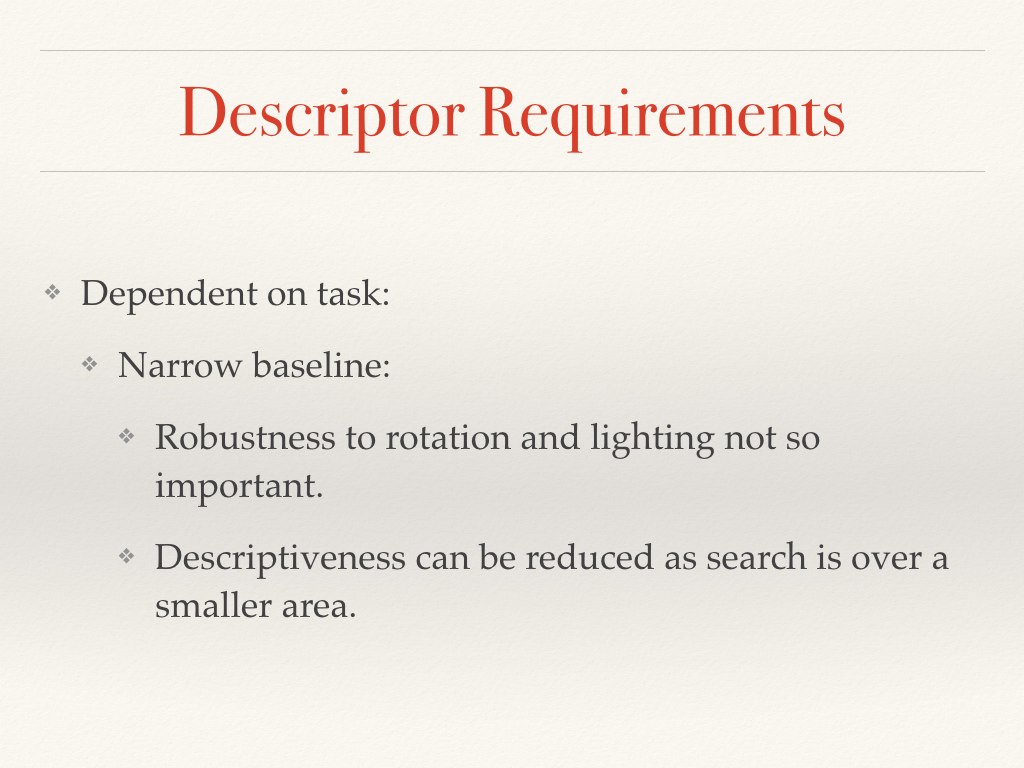 Descriptor Requirements
❖ Dependent on task:
❖ Narrow baseline:
❖ Robustness to rotation and lighting not so
important.
❖ Descriptiveness can be reduced as search is over a
smaller area.